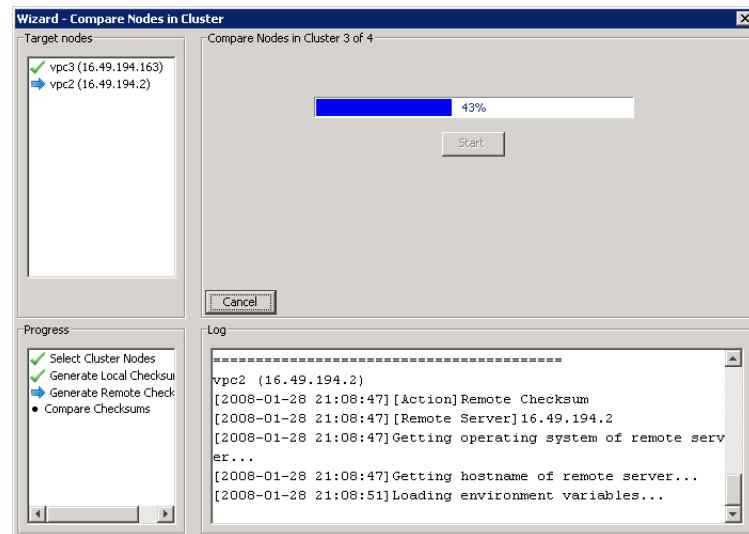 Wizard - Compare Nodes in Cluster
Target nodes
vpc3 (16.49.194.163)
vpc2 (16.49.194.2)
Compare Nodes in Cluster 3 of 4
43%
Start
Cancel
Progress
Select Cluster Nodes
Generate Local Checksu
Generate Remote Check
Compare Checksums
Log
=========================================
vpc2 (16.49.194.2)
[2008-01-28 21:08:47][Action]Remote Checksum
[2008-01-28 21:08:47][Remote Server]16.49.194.2
[2008-01-28 21:08:47]Getting operating system of remote serv
er...
[2008-01-28 21:08:47]Getting hostname of remote server...
[2008-01-28 21:08:51]Loading environment variables...